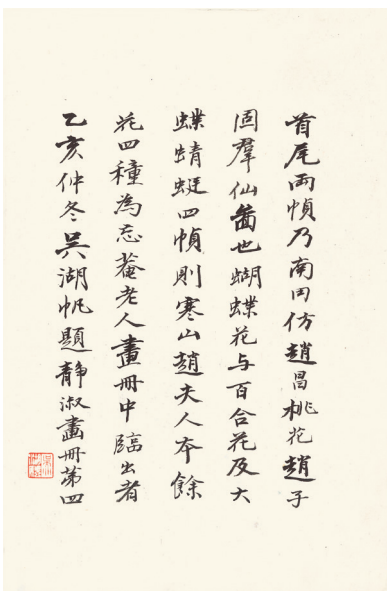 首尾兩幀乃南田仿趙昌桃花趙子
固羣仙啚也蝴蝶花与百合花及大
蝶蜻蜓四幀則寒山趙夫人本餘
花四種為忘菴老人畫冊中臨出者
乙亥仲冬吳湖帆題靜淑畫冊第四